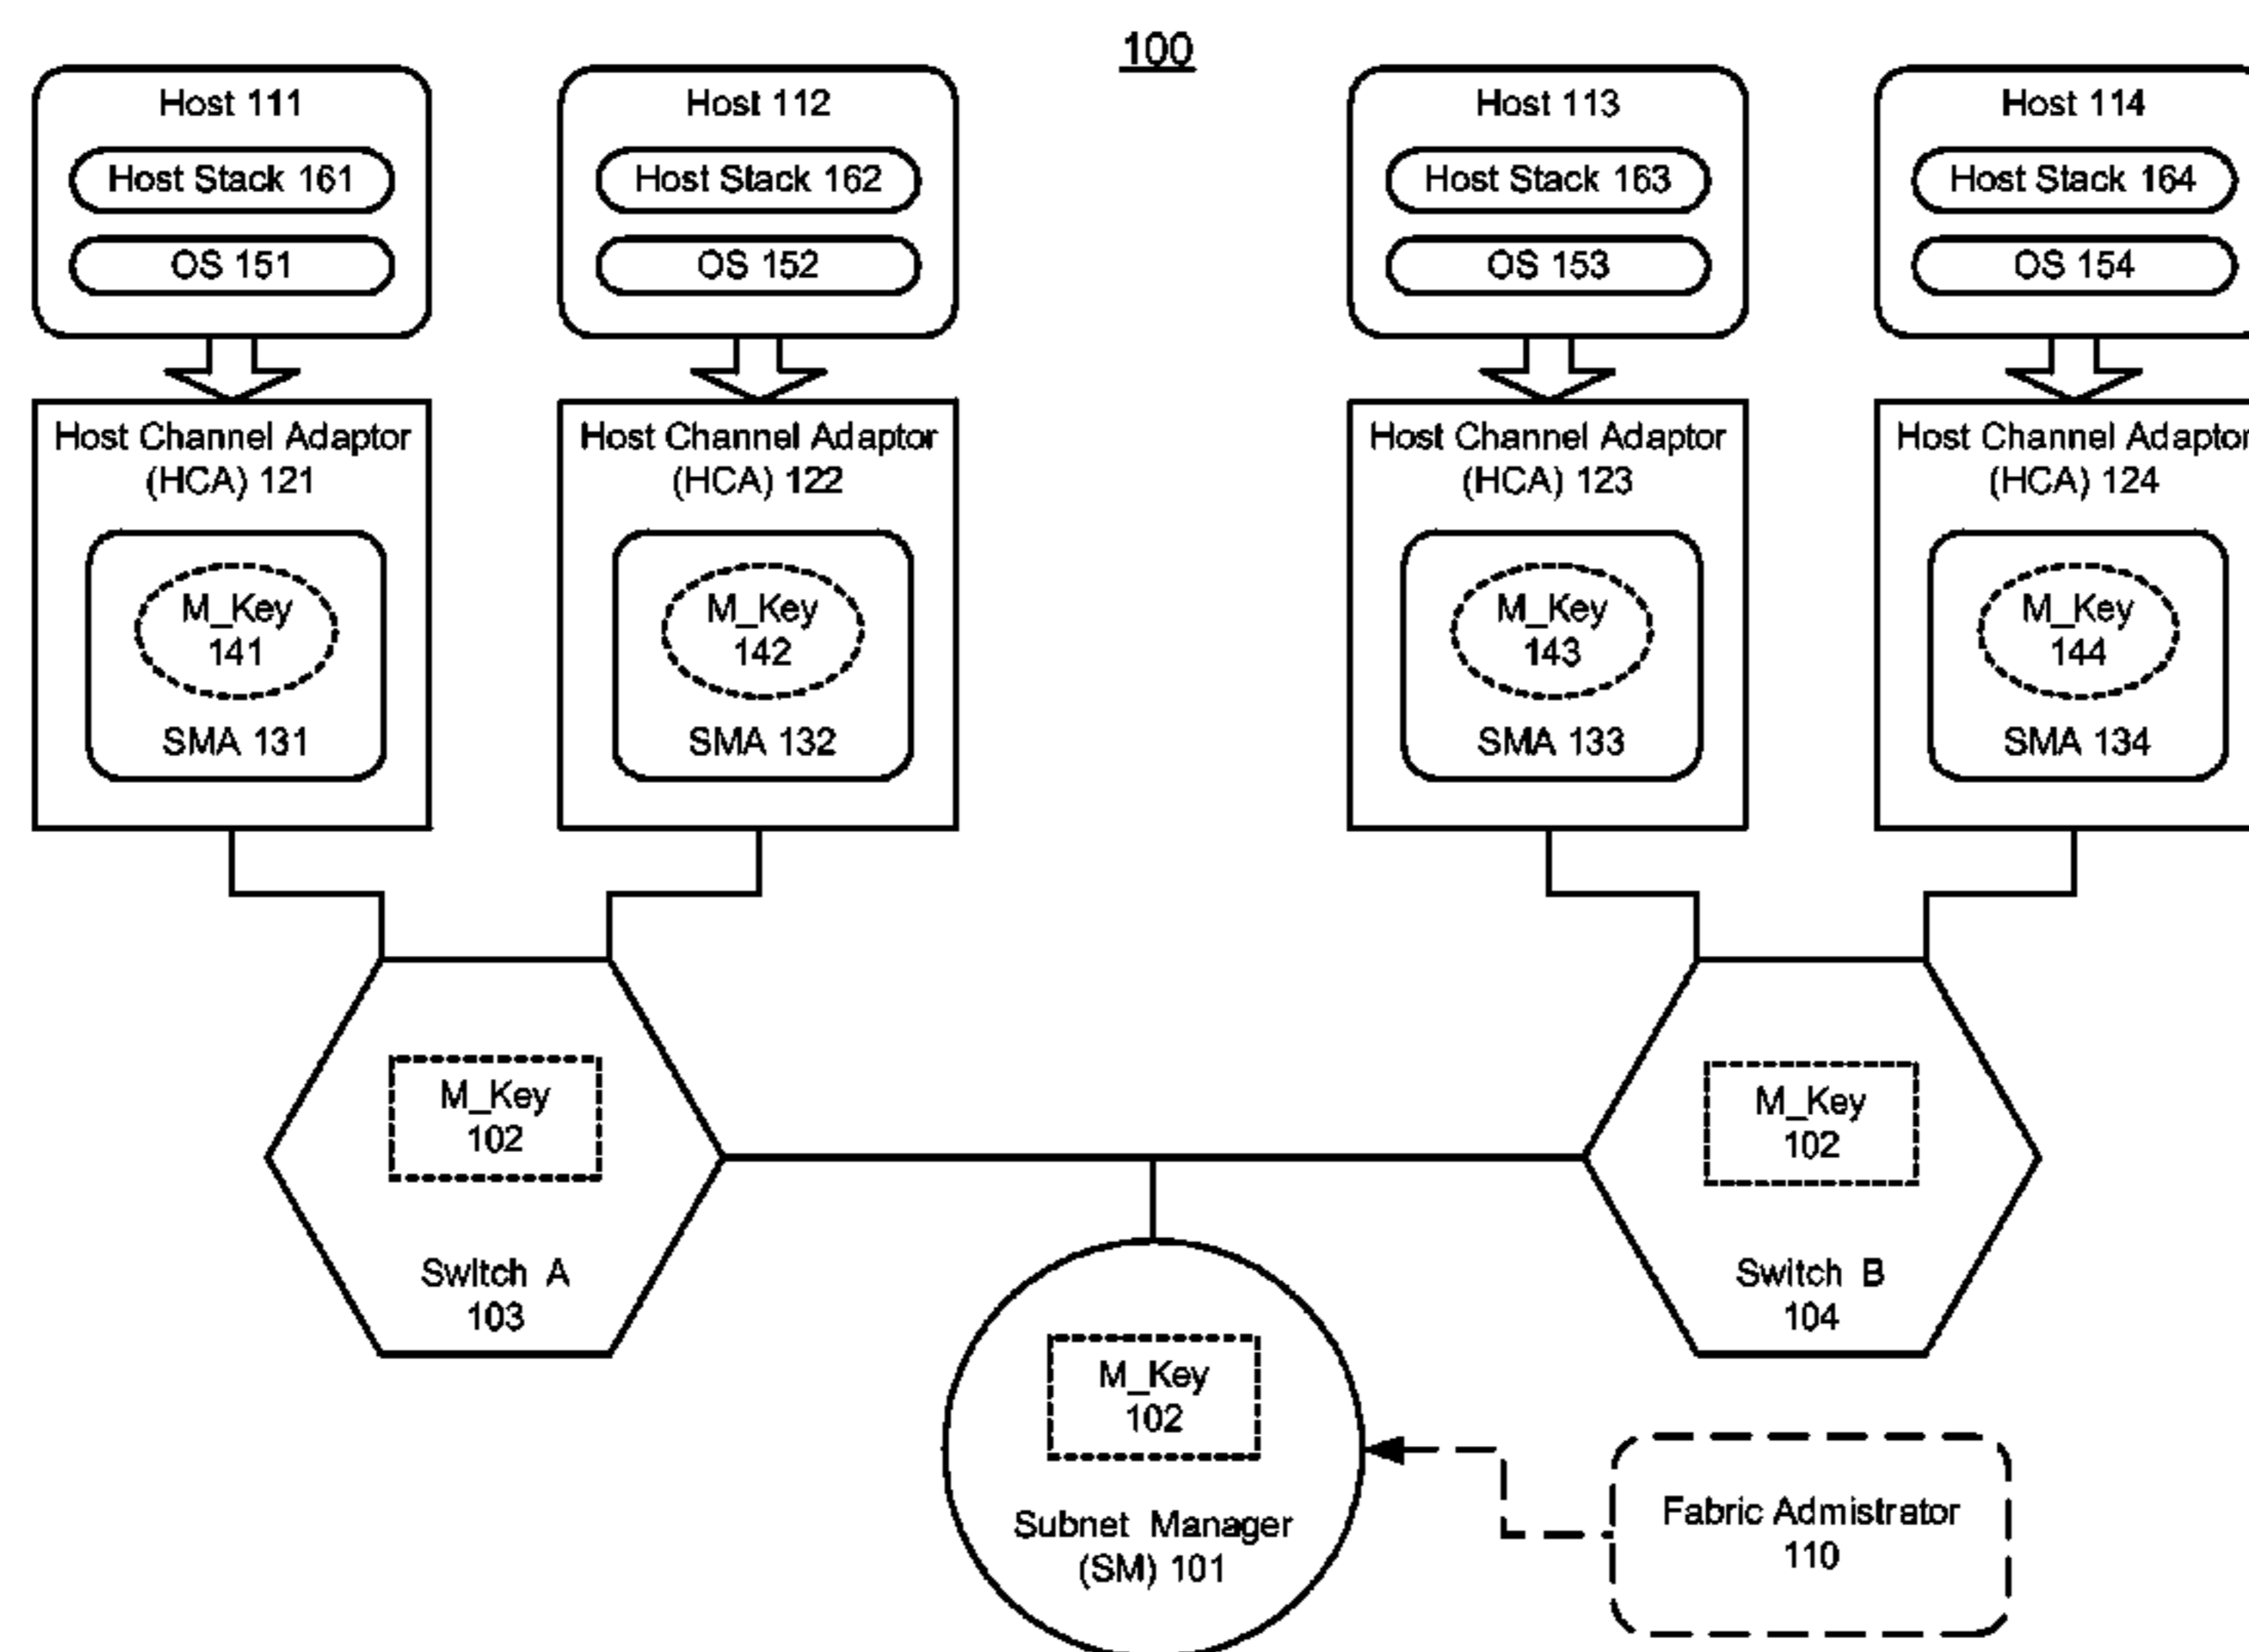 100
Host 111
Host Stack 161
OS 151
Host 112
Host Stack 162
OS 152
Host 113
Host Stack 163
OS 153
Host 114
Host Stack 164
OS 154
Host Channel Adaptor
(HCA) 121
M_Key
141
SMA 131
Host Channel Adaptor
(HCA) 122
M_Key
142
SMA 132
Host Channel Adaptor
(HCA) 123
M_Key
143
SMA 133
Host Channel Adaptor
(HCA) 124
M_Key
144
SMA 134
M_Key
102
Switch A
103
M_Key
102
Switch B
104
M_Key
102
Subnet Manager
(SM) 101
Fabric Admistrator
110